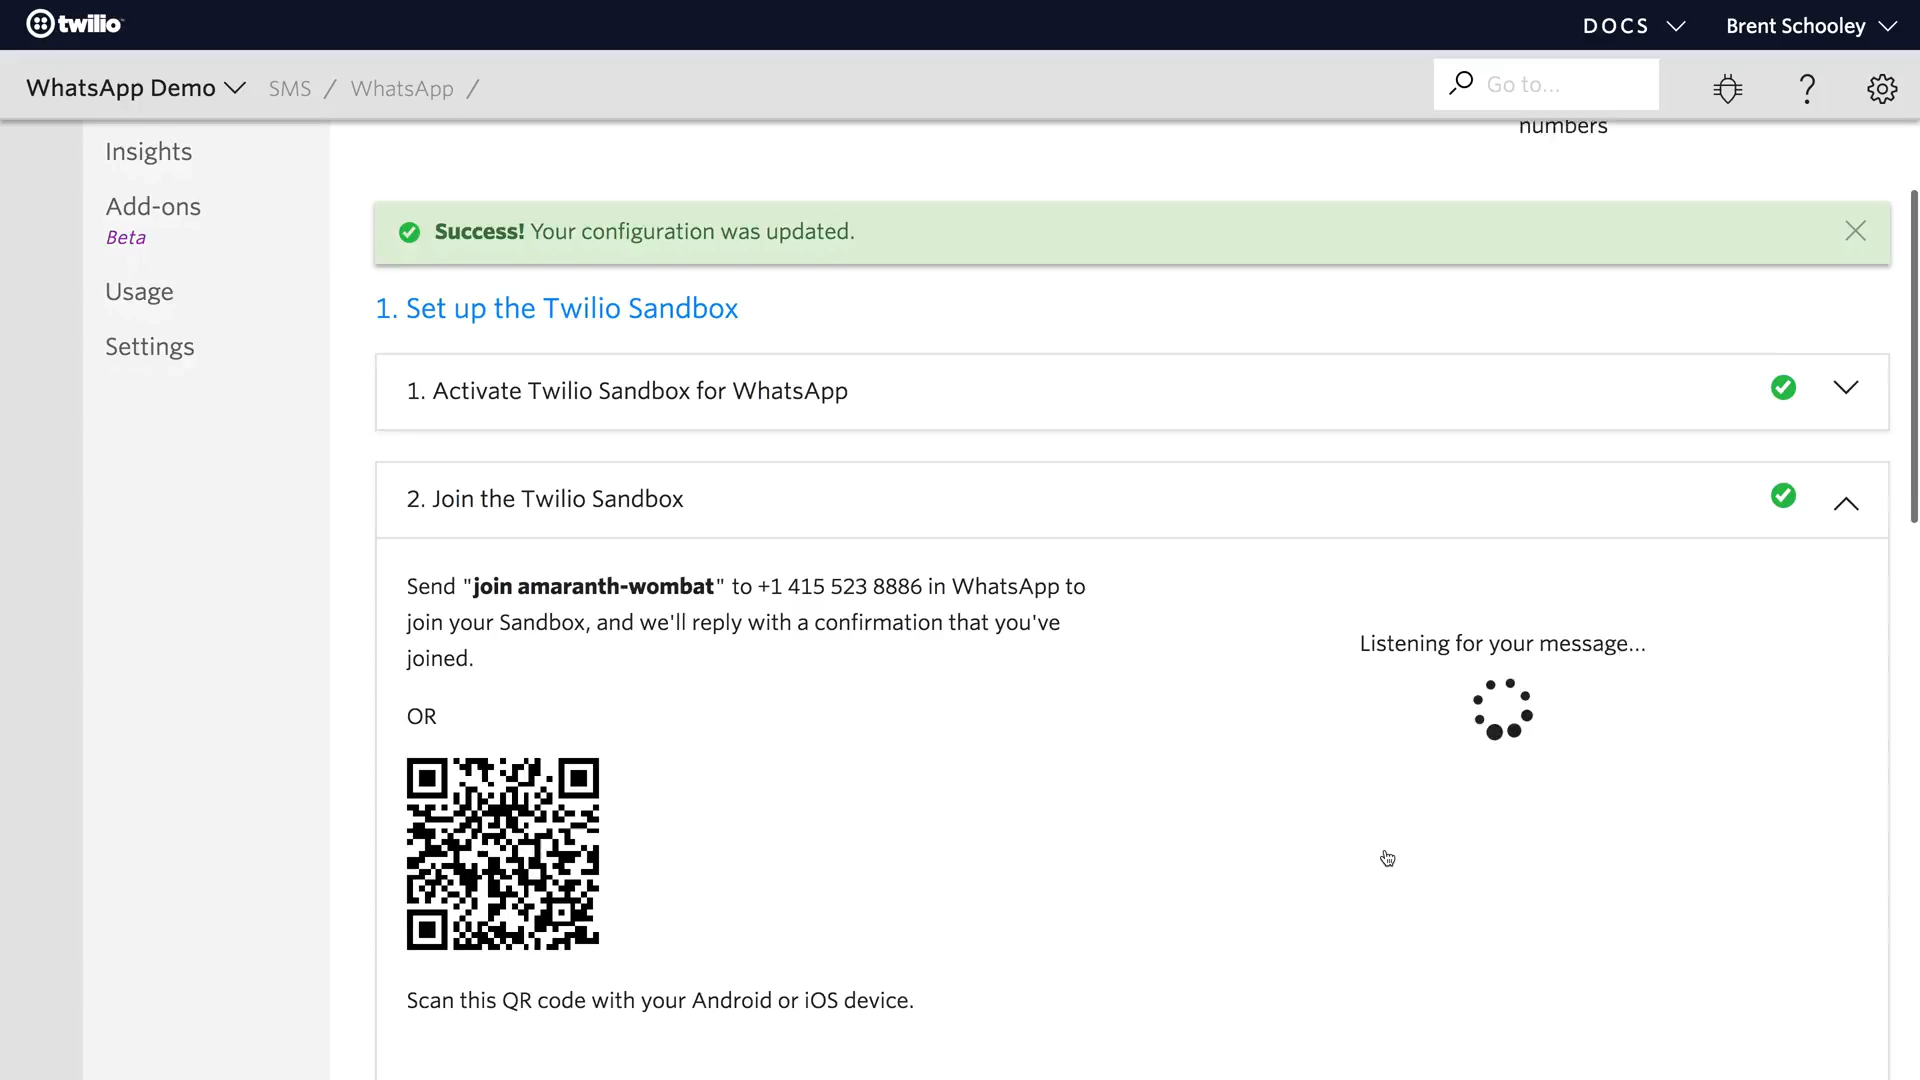 twilio
DOCS
Brent Schooley
WhatsApp Demo
SMS / WhatsApp /
Go to...
?
numbers
Insights
Add-ons
Beta
Usage
Settings
Success! Your configuration was updated.
1. Set up the Twilio Sandbox
1. Activate Twilio Sandbox for WhatsApp
2. Join the Twilio Sandbox
Send "join amaranth-wombat" to +1 415 523 8886 in WhatsApp to
join your Sandbox, and we'll reply with a confirmation that you've
joined.
Listening for your message...
OR
Scan this QR code with your Android or iOS device.